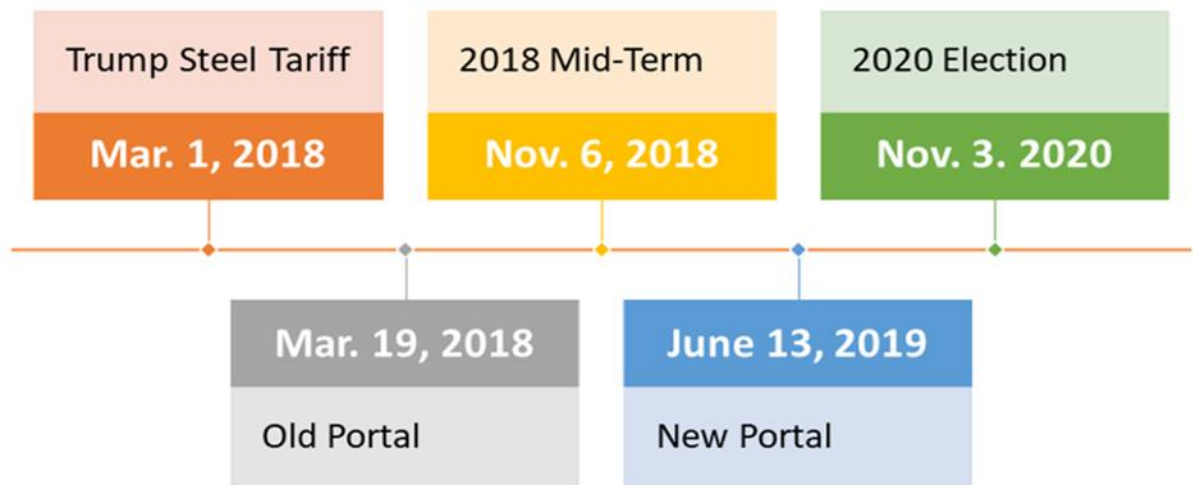 Trump Steel Tariff
Mar. 1, 2018
2018 Mid-Term
Nov. 6, 2018
2020 Election
Nov. 3. 2020
Mar. 19, 2018
Old Portal
June 13, 2019
New Portal